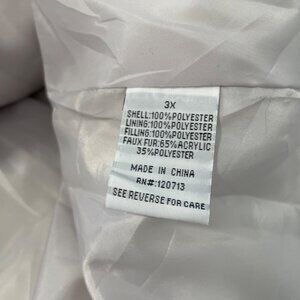 3X
SHELL:100%POLYESTER
LINING:100%POLYESTER
FILLING:100%POLYESTER
FAUX FUR:65%ACRYLIC
35%POLYESTER
MADE IN CHINA
RN#:120713
SEE REVERSE FOR CARE